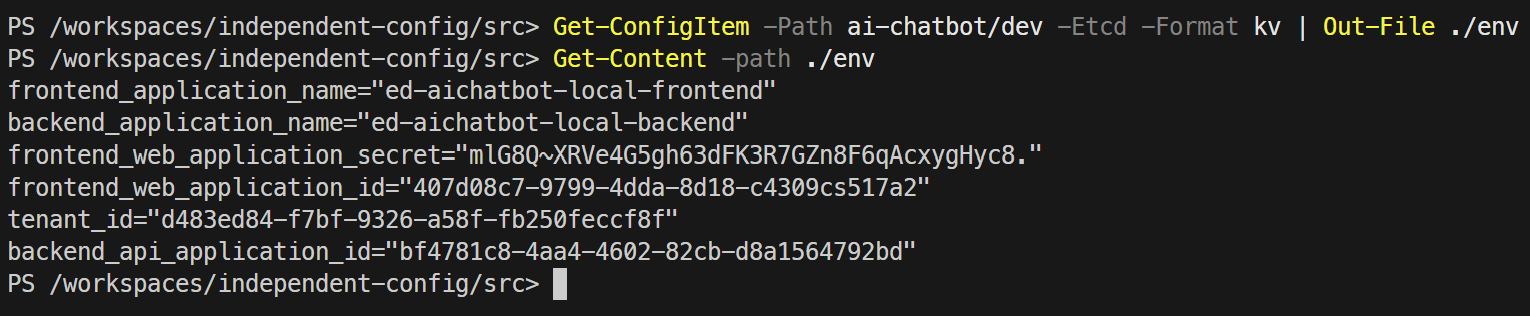 PS /workspaces/independent-config/src> Get-ConfigItem -Path ai-chatbot/dev -Etcd -Format kv | Out-File ./env
PS /workspaces/independent-config/src> Get-Content -path ./env
frontend_application_name="ed-aichatbot-local-frontend"
backend_application_name="ed-aichatbot-local-backend"
frontend_web_application_secret="mlG8Q~XRVe4G5gh63dFK3R7GZn8F6qAcxygHyc8."
frontend_web_application_id="407d08c7-9799-4dda-8d18-c4309cs517a2"
tenant_id="d483ed84-f7bf-9326-a58f-fb250feccf8f"
backend_api_application_id="bf4781c8-4aa4-4602-82cb-d8a1564792bd"
PS /workspaces/independent-config/src>